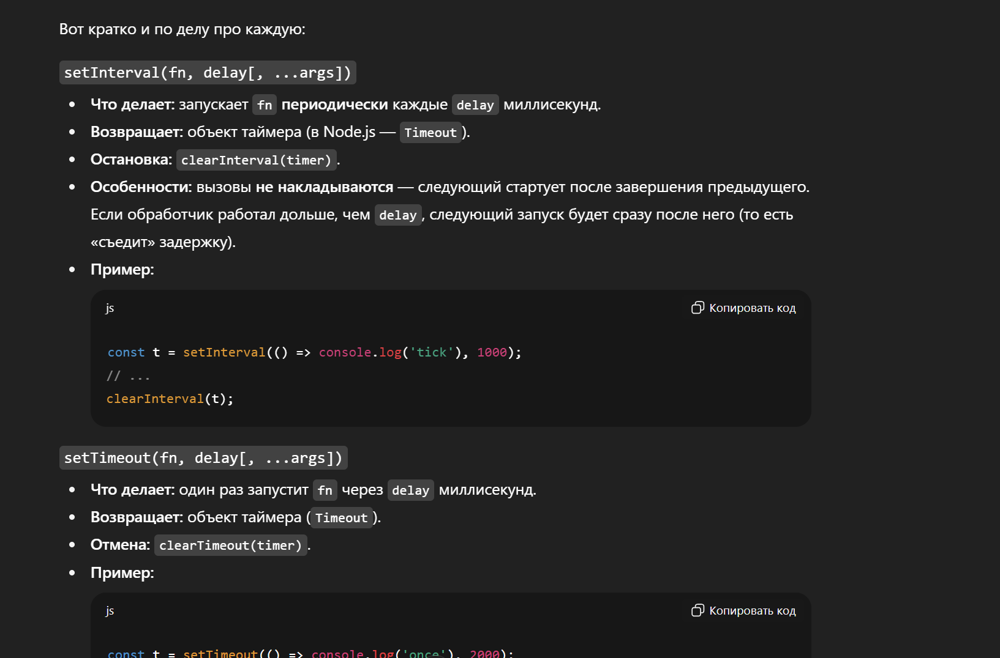 Вот кратко и по делу про каждую:
setInterval(fn, delay[, ...args])
• Что делает: запускает fn периодически каждые delay миллисекунд.
• Возвращает: объект таймера (в Node.js — Timeout).
• Остановка: clearInterval(timer).
• Особенности: вызовы не накладываются — следующий стартует после завершения предыдущего.
Если обработчик работал дольше, чем delay, следующий запуск будет сразу после него (то есть
«съедит» задержку).
• Пример:
js
Копировать код
const t = setInterval(() => console.log('tick'), 1000);
// ...
clearInterval(t);
setTimeout(fn, delay[, ...args])
• Что делает: один раз запустит fn через delay миллисекунд.
• Возвращает: объект таймера (Timeout).
• Отмена: clearTimeout(timer).
• Пример:
js
Копировать код
const t = setTimeout(() => console.log('once'), 2000);